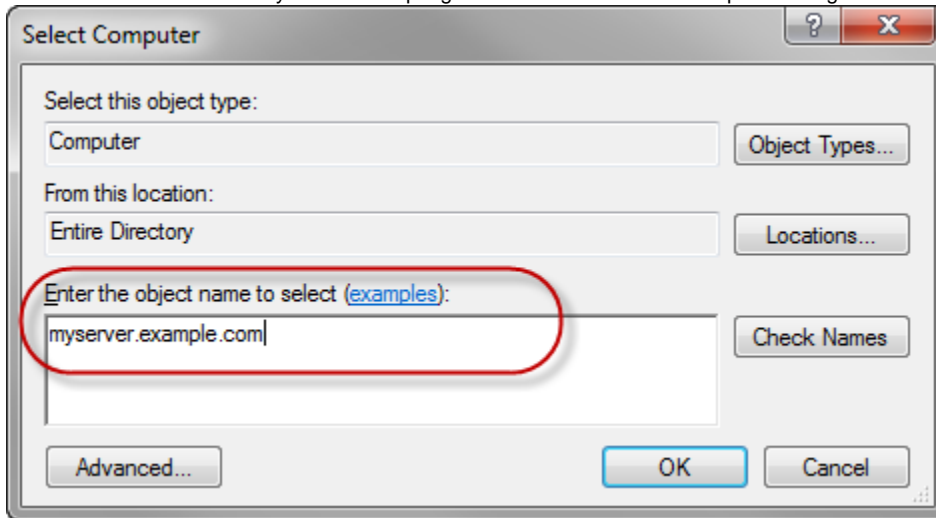 Select Computer
Select this object type:
Computer
Object Types...
From this location:
Entire Directory
Locations...
Enter the object name to select (examples):
myserver.example.com
Check Names
Advanced...
OK
Cancel